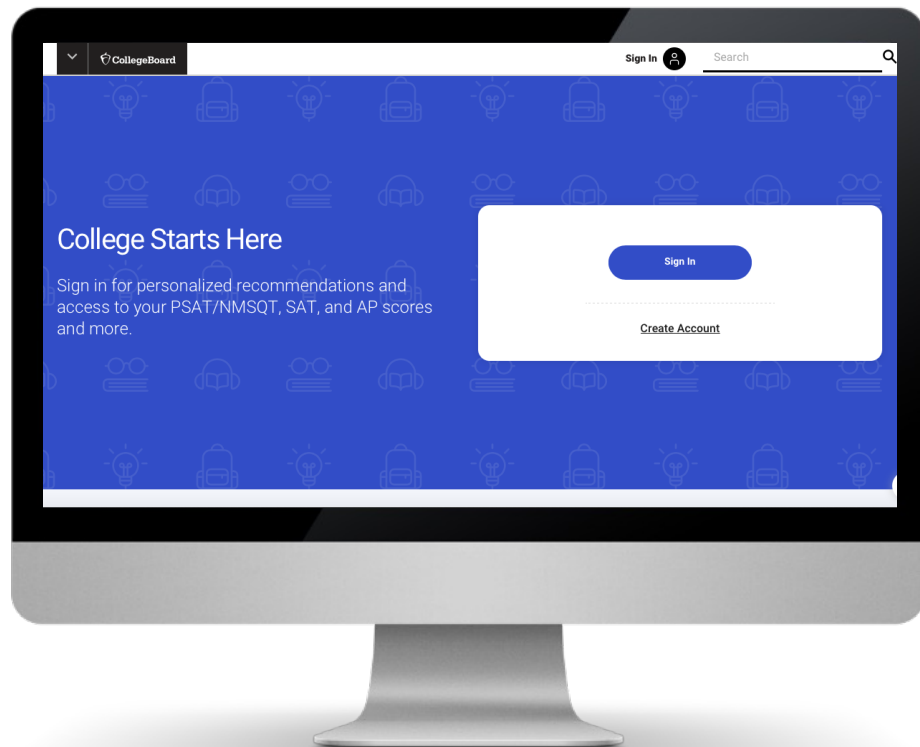 CollegeBoard
Sign In
Search
College Starts Here
Sign in for personalized recommendations and
access to your PSAT/NMSQT, SAT, and AP scores
and more.
Sign In
Create Account